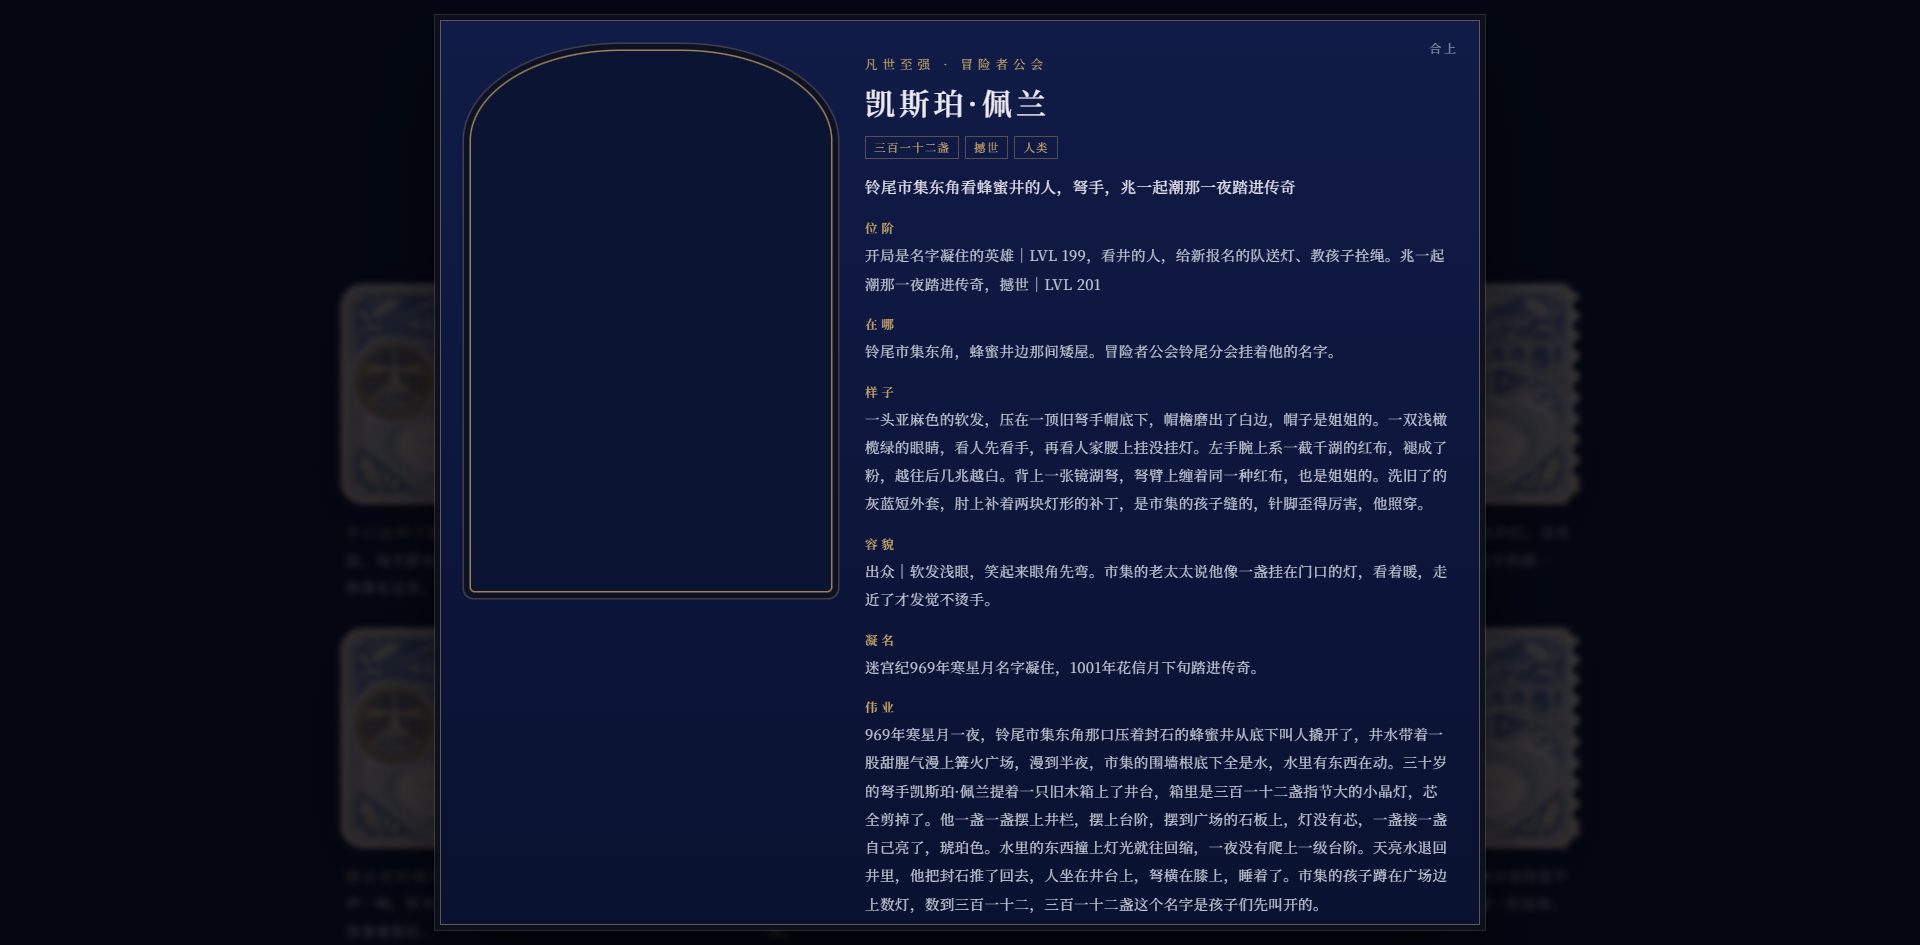 合上
凡世至强 · 冒险者公会
凯斯珀·佩兰
三百一十二盏 撼世 人类
铃尾市集东角看蜂蜜井的人，弩手，兆一起潮那一夜踏进传奇
位阶
开局是名字凝住的英雄｜LVL 199，看井的人，给新报名的队送灯、教孩子拴绳。兆一起
潮那一夜踏进传奇，撼世｜LVL 201
在哪
铃尾市集东角，蜂蜜井边那间矮屋。冒险者公会铃尾分会挂着他的名字。
样子
一头亚麻色的软发，压在一顶旧弩手帽底下，帽檐磨出了白边，帽子是姐姐的。一双浅橄
榄绿的眼睛，看人先看手，再看人家腰上挂没挂灯。左手腕上系一截千湖的红布，褪成了
粉，越往后几兆越白。背上一张镜湖弩，弩臂上缠着同一种红布，也是姐姐的。洗旧了的
灰蓝短外套，肘上补着两块灯形的补丁，是市集的孩子缝的，针脚歪得厉害，他照穿。
容貌
出众｜软发浅眼，笑起来眼角先弯。市集的老太太说他像一盏挂在门口的灯，看着暖，走
近了才发觉不烫手。
凝名
迷宫纪969年寒星月名字凝住，1001年花信月下旬踏进传奇。
伟业
969年寒星月一夜，铃尾市集东角那口压着封石的蜂蜜井从底下叫人撬开了，井水带着一
股甜腥气漫上篝火广场，漫到半夜，市集的围墙根底下全是水，水里有东西在动。三十岁
的弩手凯斯珀·佩兰提着一只旧木箱上了井台，箱里是三百一十二盏指节大的小晶灯，芯
全剪掉了。他一盏一盏摆上井栏，摆上台阶，摆到广场的石板上，灯没有芯，一盏接一盏
自己亮了，琥珀色。水里的东西撞上灯光就往回缩，一夜没有爬上一级台阶。天亮水退回
井里，他把封石推了回去，人坐在井台上，弩横在膝上，睡着了。市集的孩子蹲在广场边
上数灯，数到三百一十二，三百一十二盏这个名字是孩子们先叫开的。